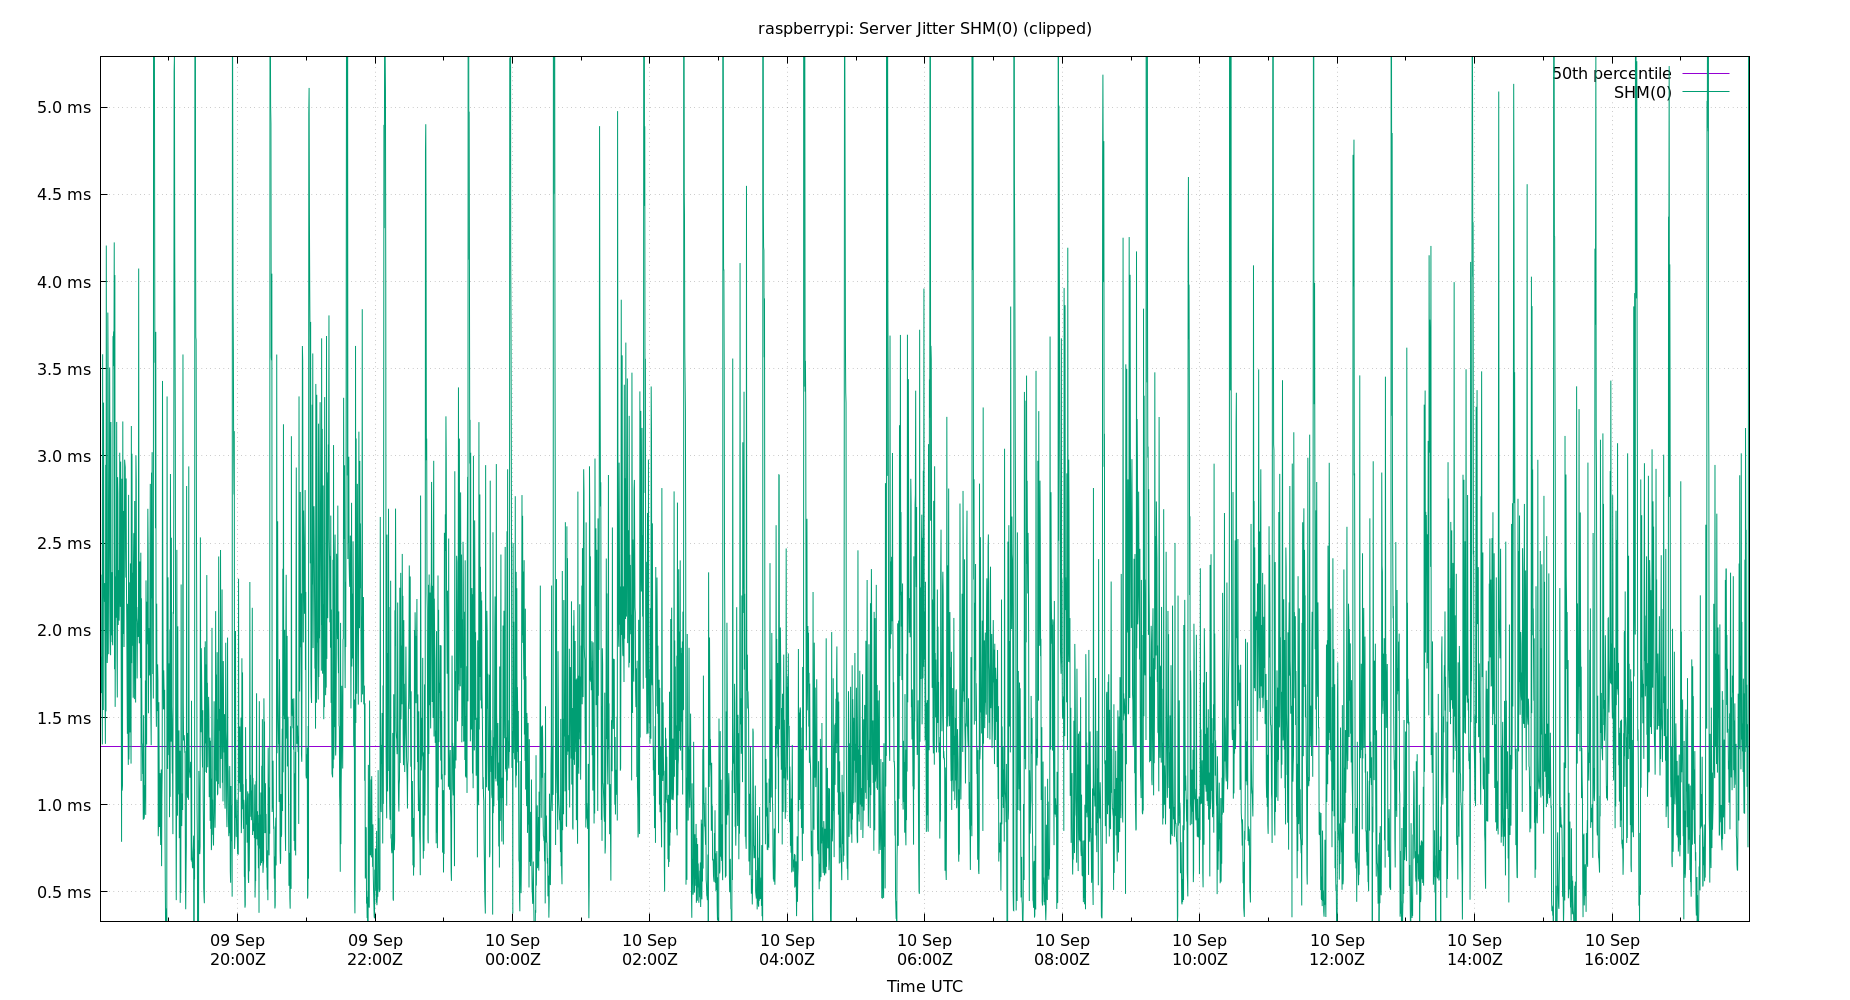 raspberrypi: Server Jitter SHM(0) (clipped)
50th percentile
SHM(0)
5.0 ms
4.5 ms
4.0 ms
3.5 ms
3.0 ms
2.5 ms
2.0 ms
1.5 ms
1.0 ms
0.5 ms
09 Sep 09 Sep 10 Sep 10 Sep 10 Sep 10 Sep 10 Sep 10 Sep 10 Sep 10 Sep 10 Sep
20:00Z 22:00Z 00:00Z 02:00Z 04:00Z 06:00Z 08:00Z 10:00Z 12:00Z 14:00Z 16:00Z
Time UTC